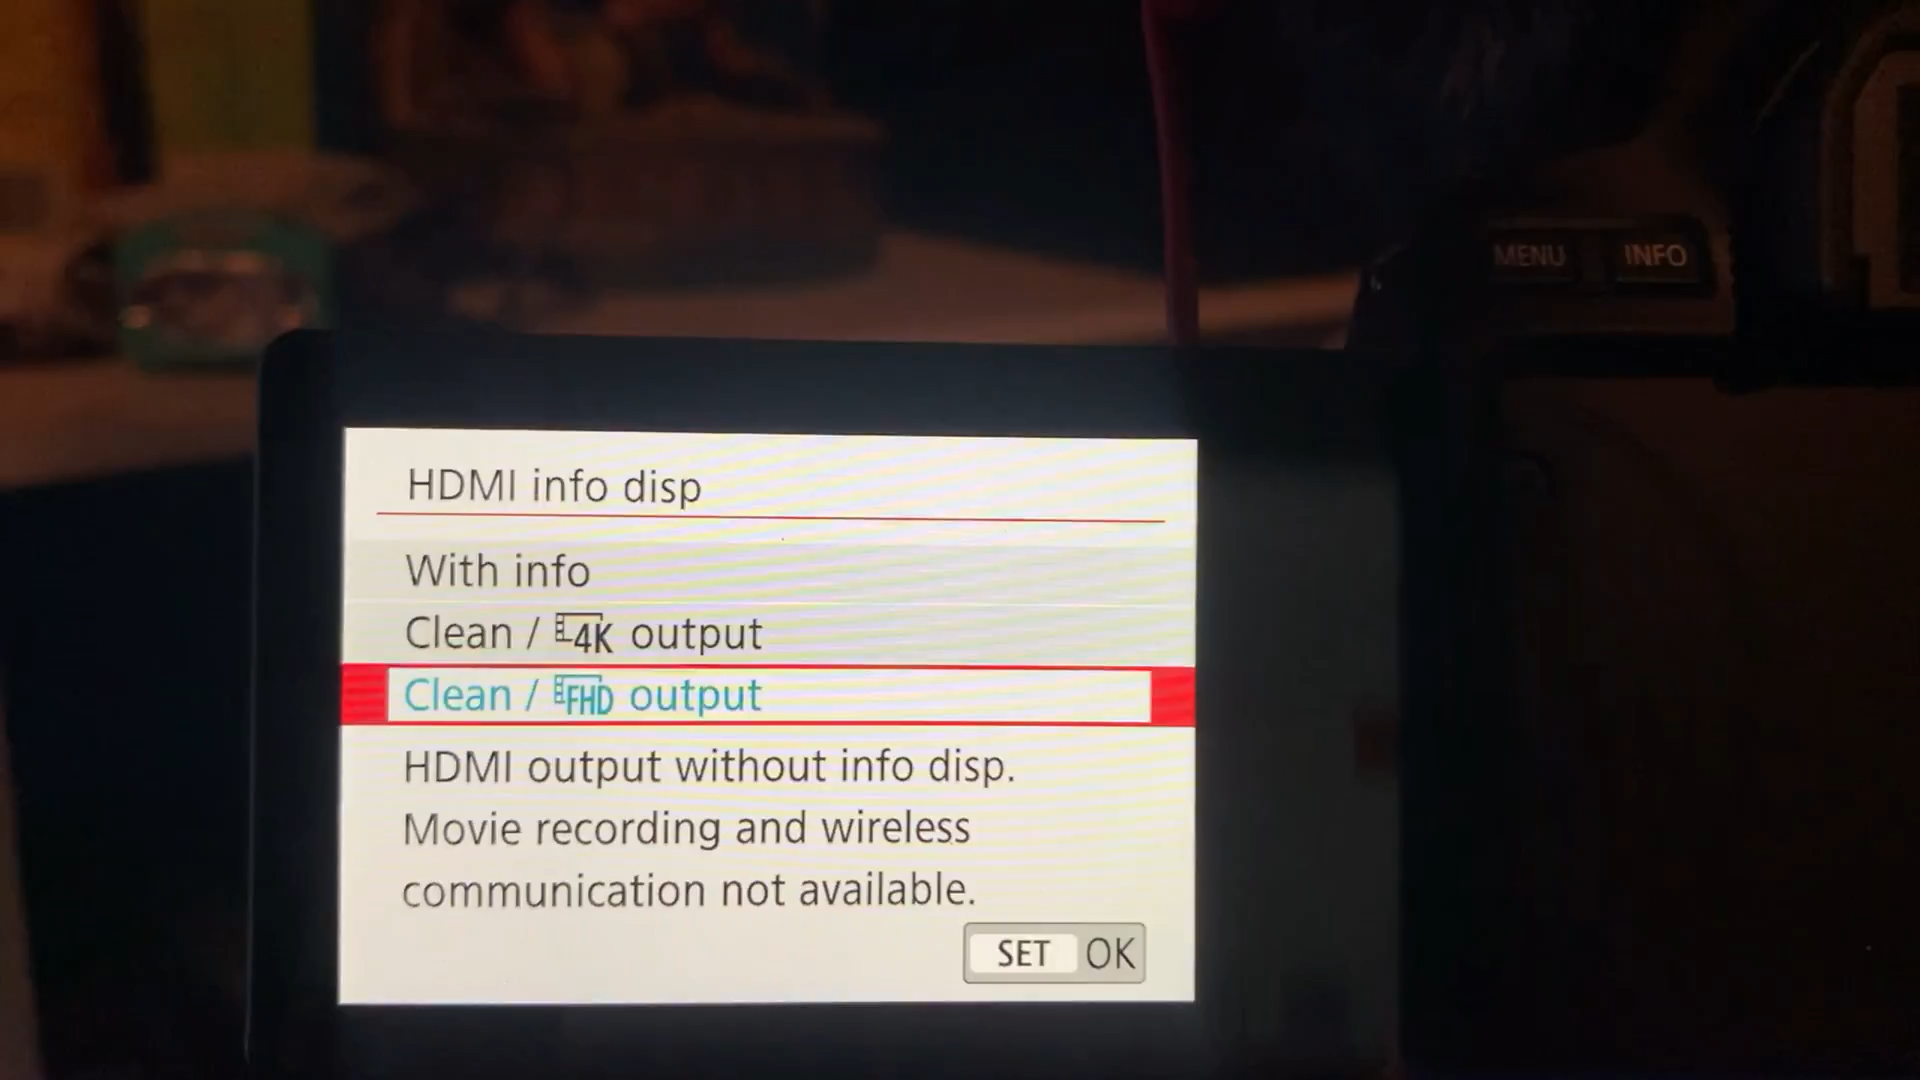 MENU INFO
HDMI info disp
With info
Clean / 4K output
Clean / FHD output
HDMI output without info disp.
Movie recording and wireless
communication not available.
SET OK